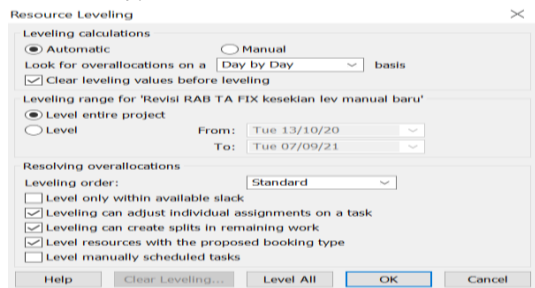 Resource Leveling
Leveling calculations
Automatic Manual
Look for overallocations on a Day by Day basis
Clear leveling values before leveling
Leveling range for 'Revisi RAB TA FIX kesekian lev manual baru'
Level entire project
Level From: Tue 13/10/20
To: Tue 07/09/21
Resolving overallocations
Leveling order: Standard
Level only within available slack
Leveling can adjust individual assignments on a task
Leveling can create splits in remaining work
Level resources with the proposed booking type
Level manually scheduled tasks
Help Clear Leveling... Level All OK Cancel